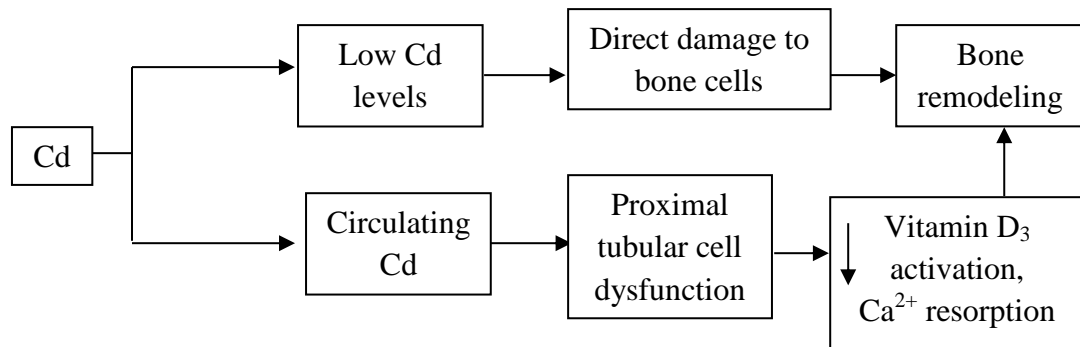 Cd
Low Cd
levels
Direct damage to
bone cells
Bone
remodeling
Circulating
Cd
Proximal
tubular cell
dysfunction
Vitamin D₃
activation,
Ca²⁺ resorption